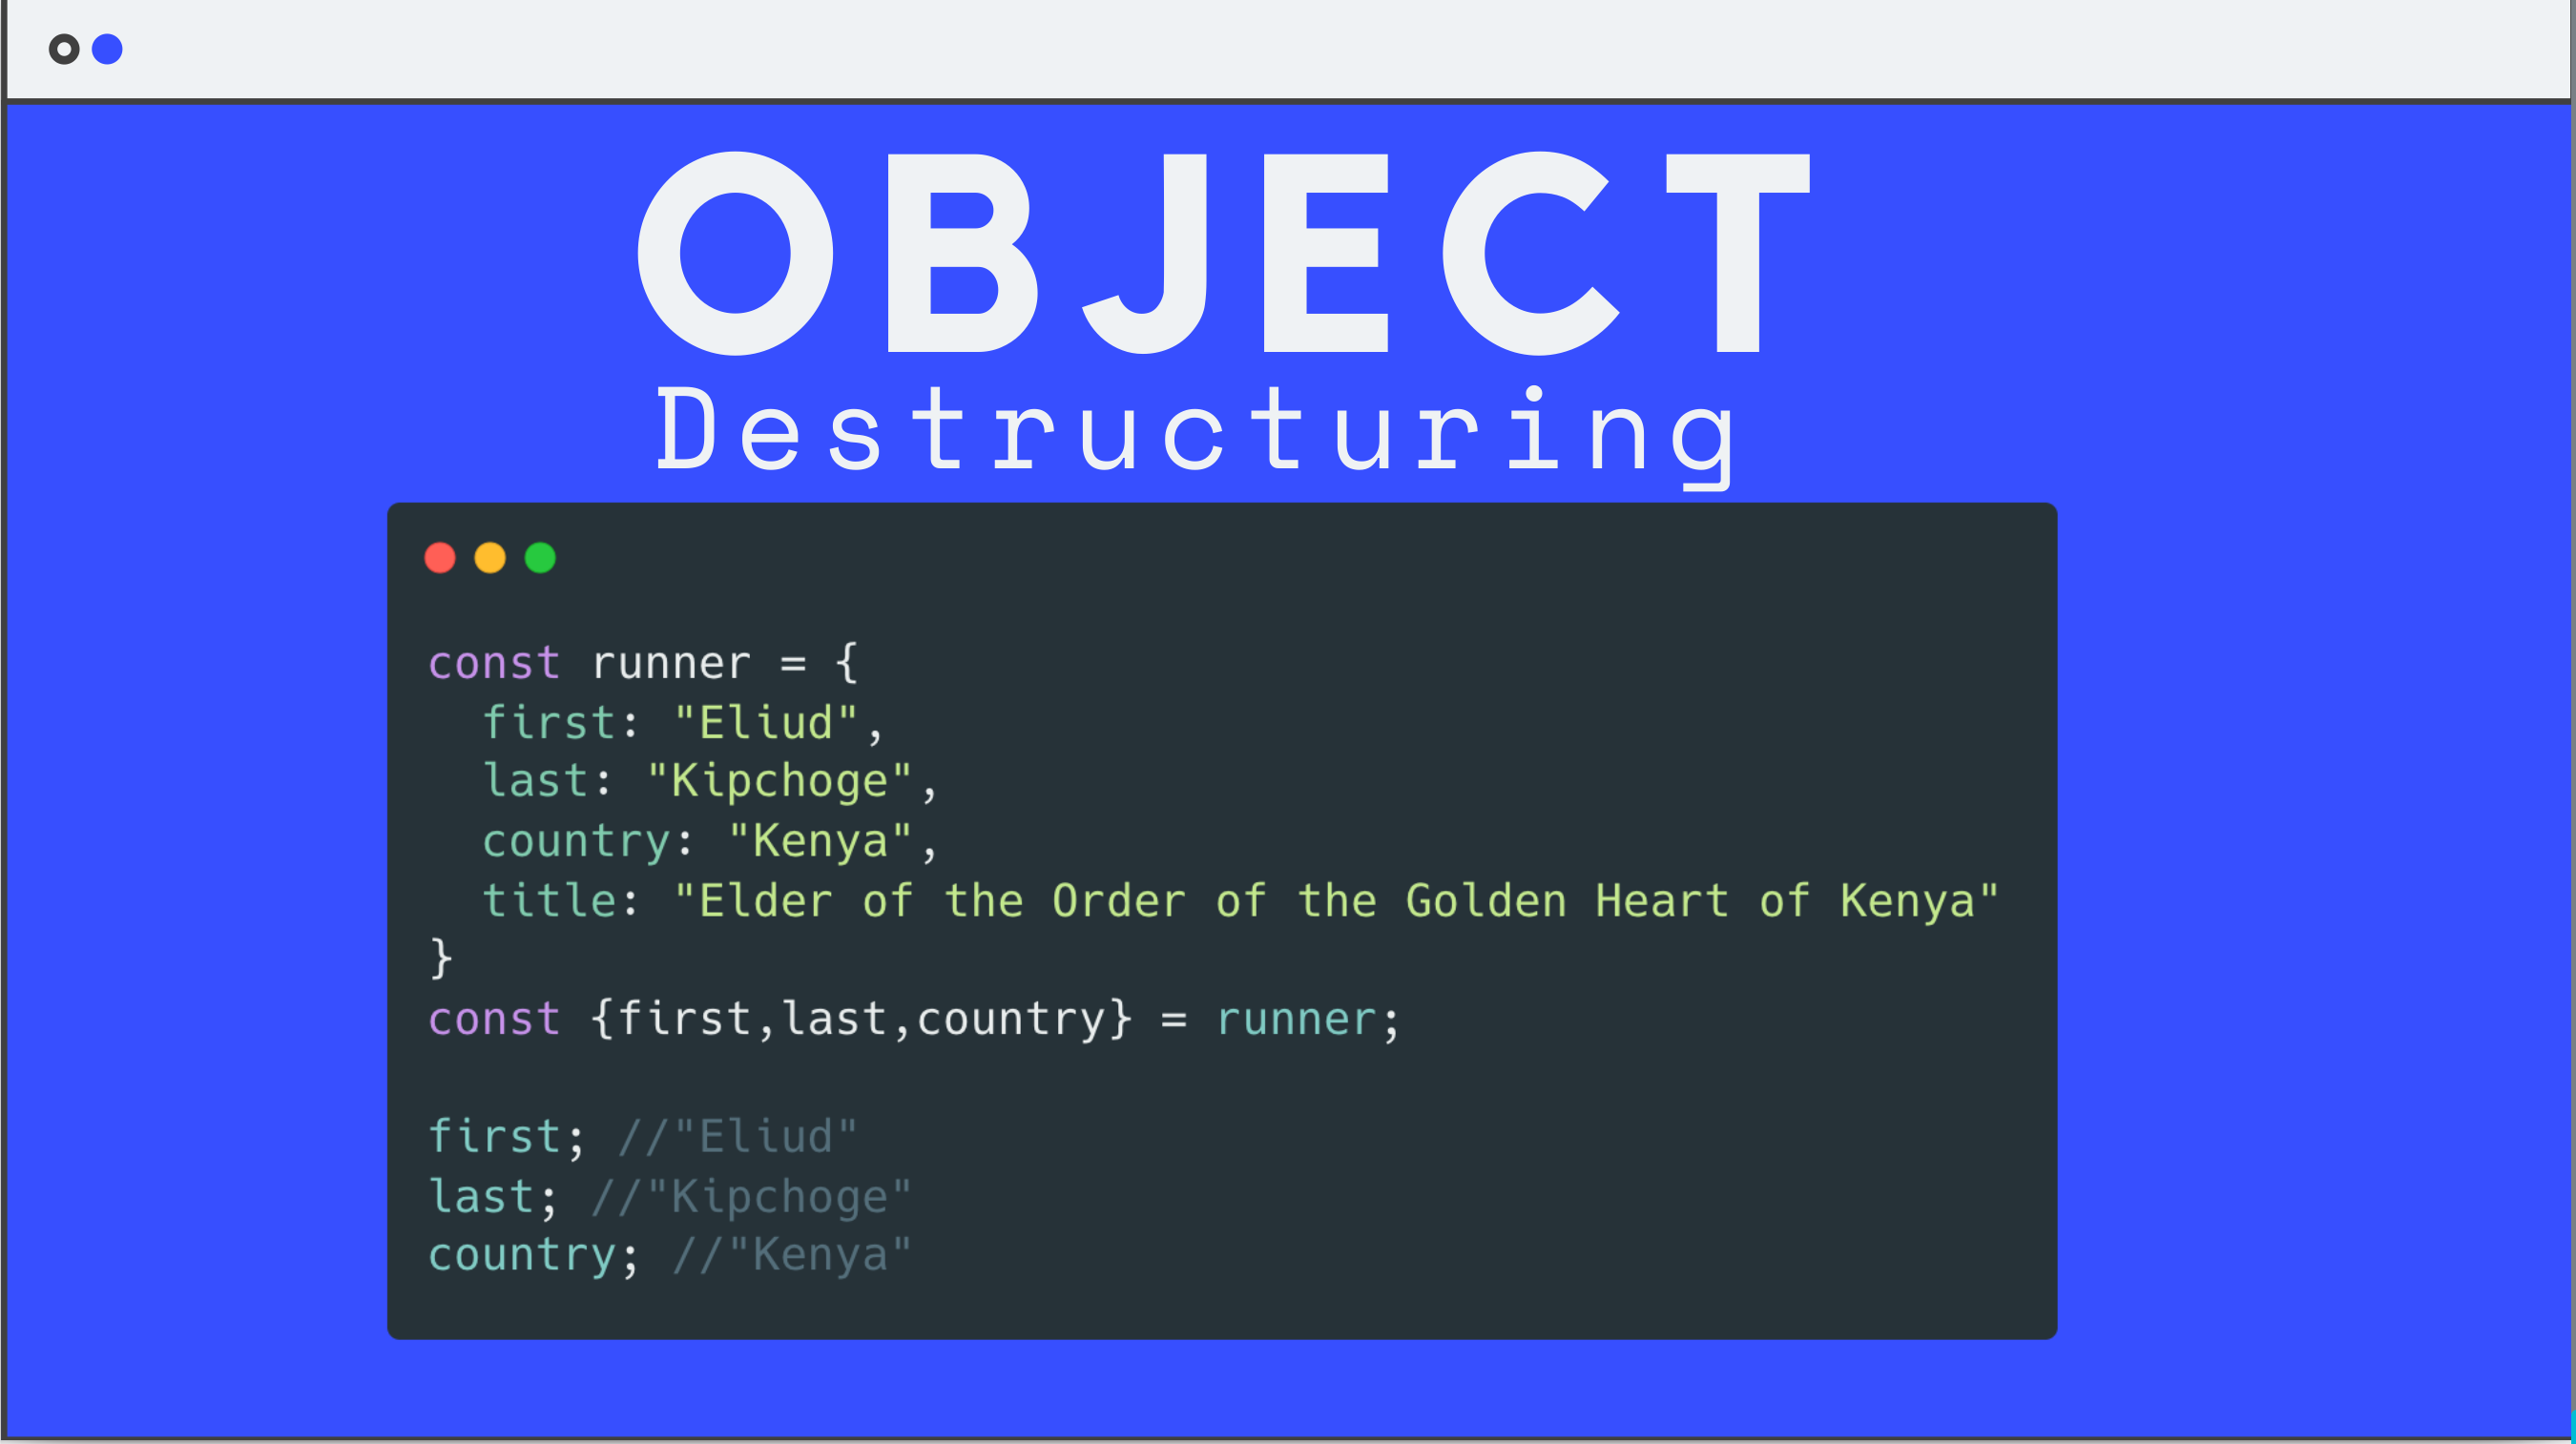 OBJECT
Destructuring
const runner = {
  first: "Eliud",
  last: "Kipchoge",
  country: "Kenya",
  title: "Elder of the Order of the Golden Heart of Kenya"
}
const {first,last,country} = runner;
first; //"Eliud"
last; //"Kipchoge"
country; //"Kenya"